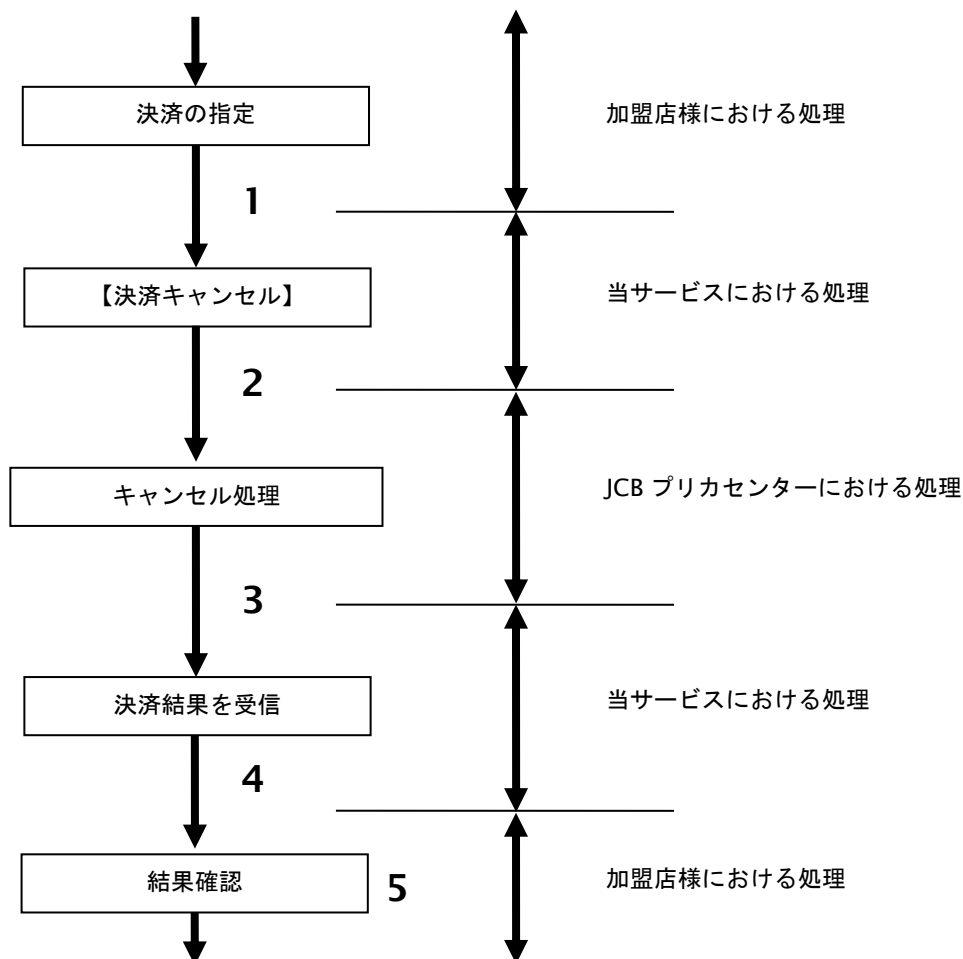 決済の指定
加盟店様における処理
1
【決済キャンセル】
当サービスにおける処理
2
キャンセル処理
JCB プリカセンターにおける処理
3
決済結果を受信
当サービスにおける処理
4
結果確認
5
加盟店様における処理